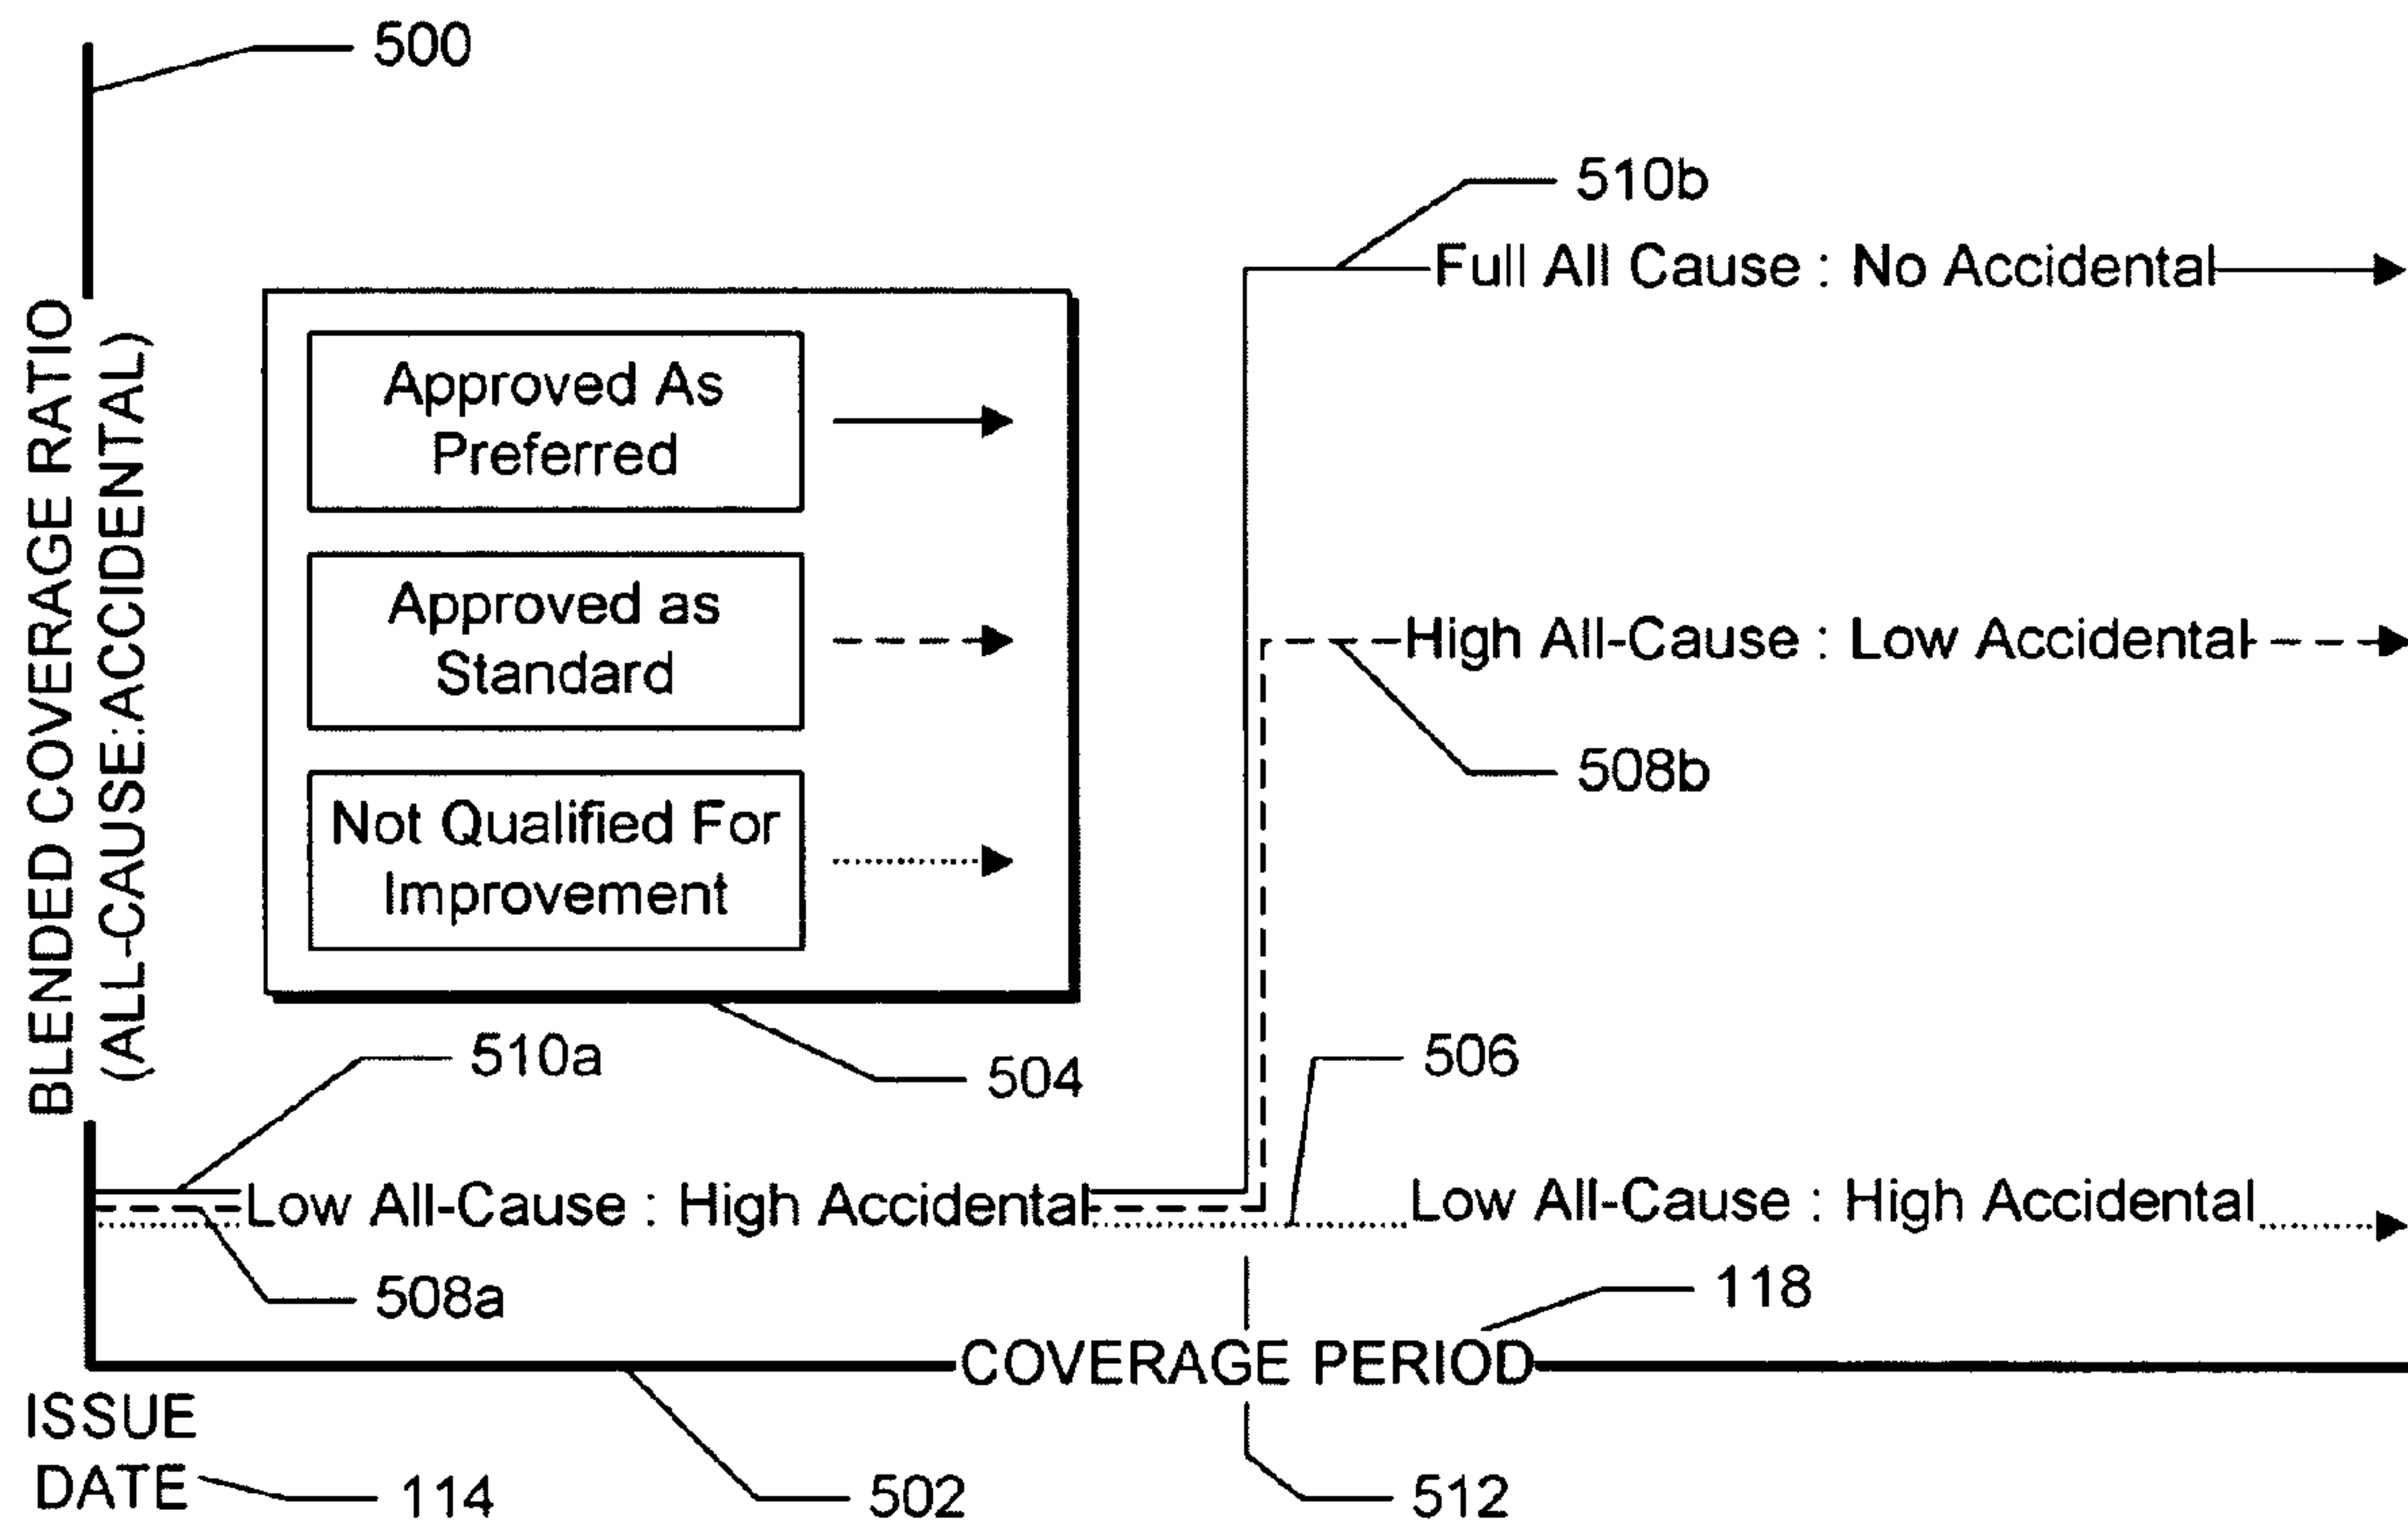 500
510b
Full All Cause : No Accidental
BLENDED COVERAGE RATIO
(ALL-CAUSE:ACCIDENTAL)
Approved As
Preferred
Approved as
Standard
High All-Cause : Low Accidental
508b
Not Qualified For
Improvement
510a
504
506
Low All-Cause : High Accidental
Low All-Cause : High Accidental
508a
118
COVERAGE PERIOD
ISSUE
DATE
114
502
512